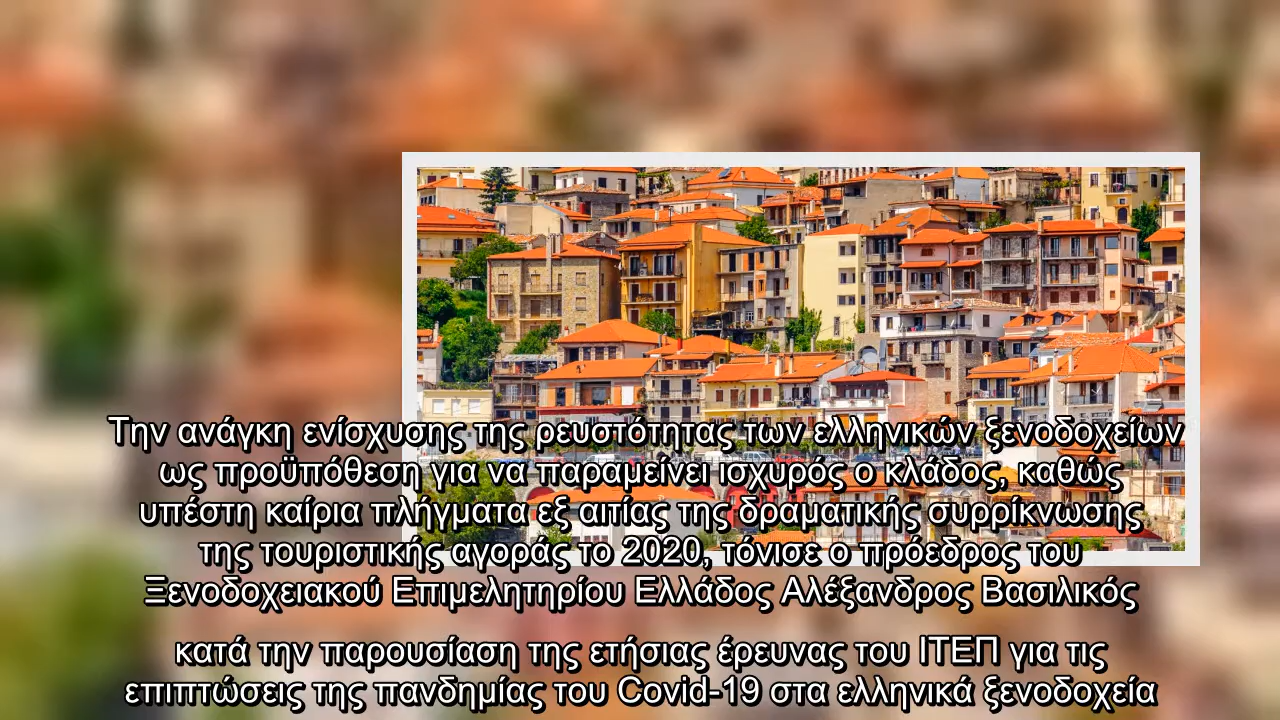 Την ανάγκη ενίσχυσης της ρευστότητας των ελληνικών ξενοδοχείων
ως προϋπόθεση για να παραμείνει ισχυρός ο κλάδος, καθώς
υπέστη καίρια πλήγματα εξ αιτίας της δραματικής συρρίκνωσης
της τουριστικής αγοράς το 2020, τόνισε ο πρόεδρος του
Ξενοδοχειακού Επιμελητηρίου Ελλάδος Αλέξανδρος Βασιλικός
κατά την παρουσίαση της ετήσιας έρευνας του ΙΤΕΠ για τις
επιπτώσεις της πανδημίας του Covid-19 στα ελληνικά ξενοδοχεία